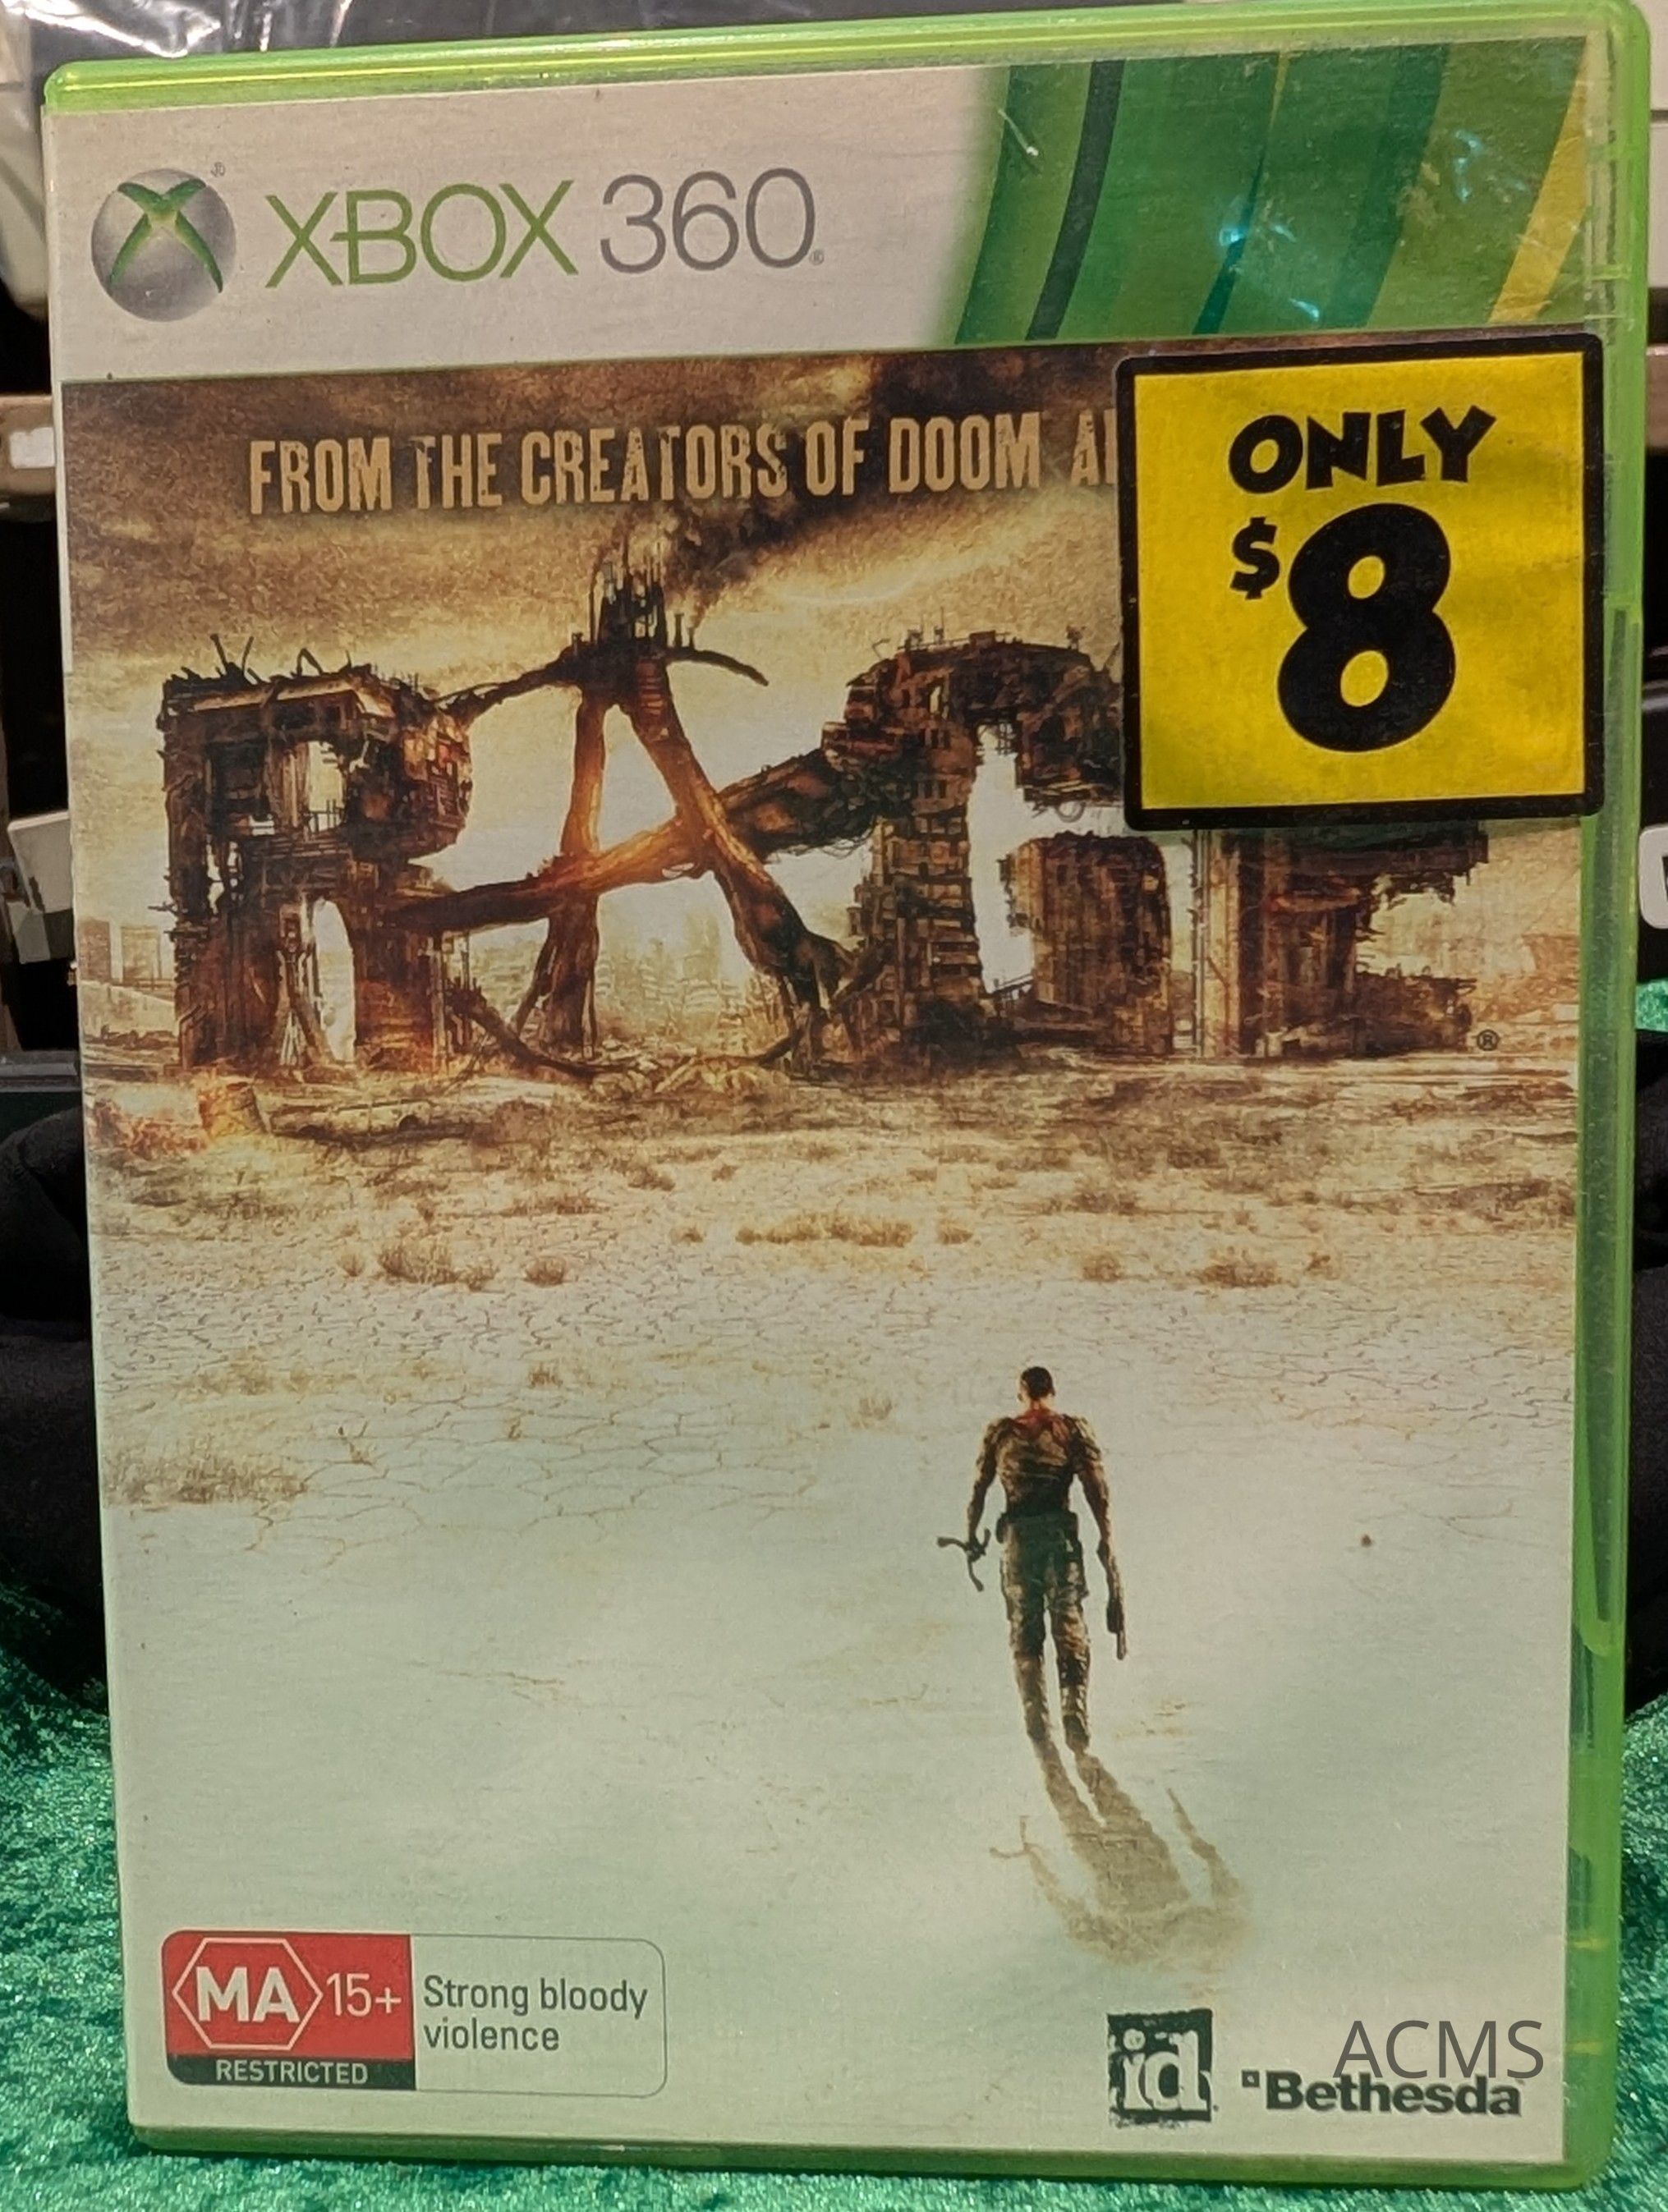 XBOX 360
FROM THE CREATORS OF DOOM
ONLY
$8
RAGE
MA 15+
RESTRICTED
Strong bloody
violence
id
Bethesda
ACMS